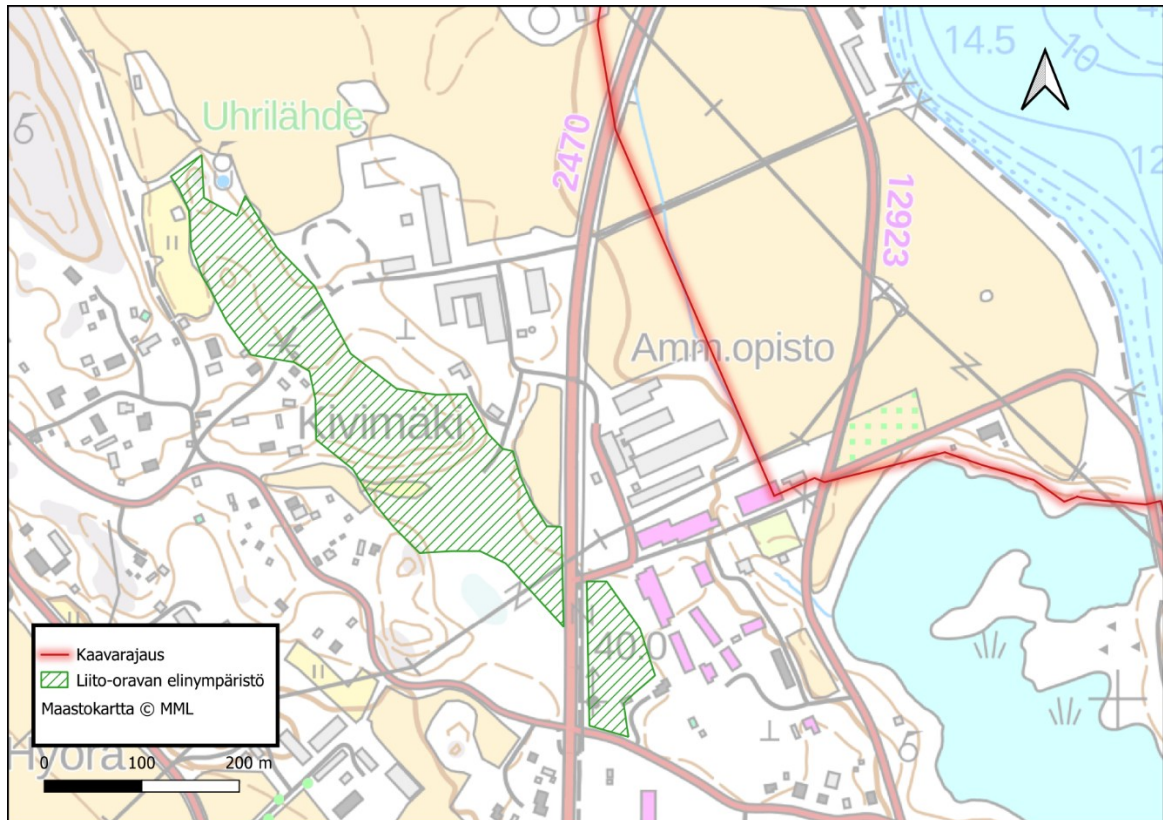 14.5
10
12
Uhrilähde
2470
12923
Amm.opisto
Kivimäki
40.0
Kaavarajaus
Liito-oravan elinympäristö
Maastokartta © MML
0 100 200 m